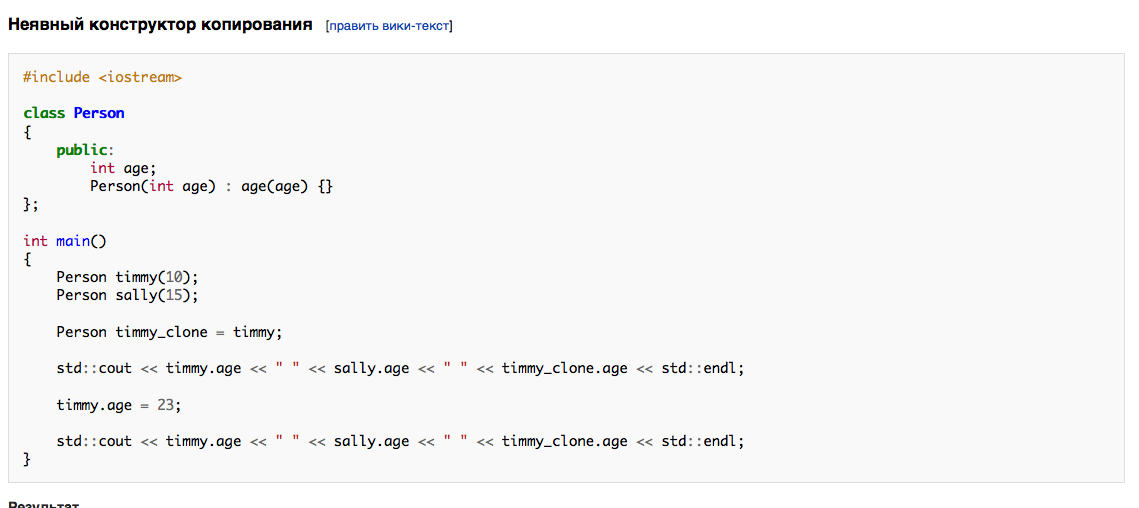 Неявный конструктор копирования [править вики-текст]
#include <iostream>
class Person
{
    public:
        int age;
        Person(int age) : age(age) {}
};
int main()
{
    Person timmy(10);
    Person sally(15);
    Person timmy_clone = timmy;
    std::cout << timmy.age << " " << sally.age << " " << timmy_clone.age << std::endl;
    timmy.age = 23;
    std::cout << timmy.age << " " << sally.age << " " << timmy_clone.age << std::endl;
}
Результат